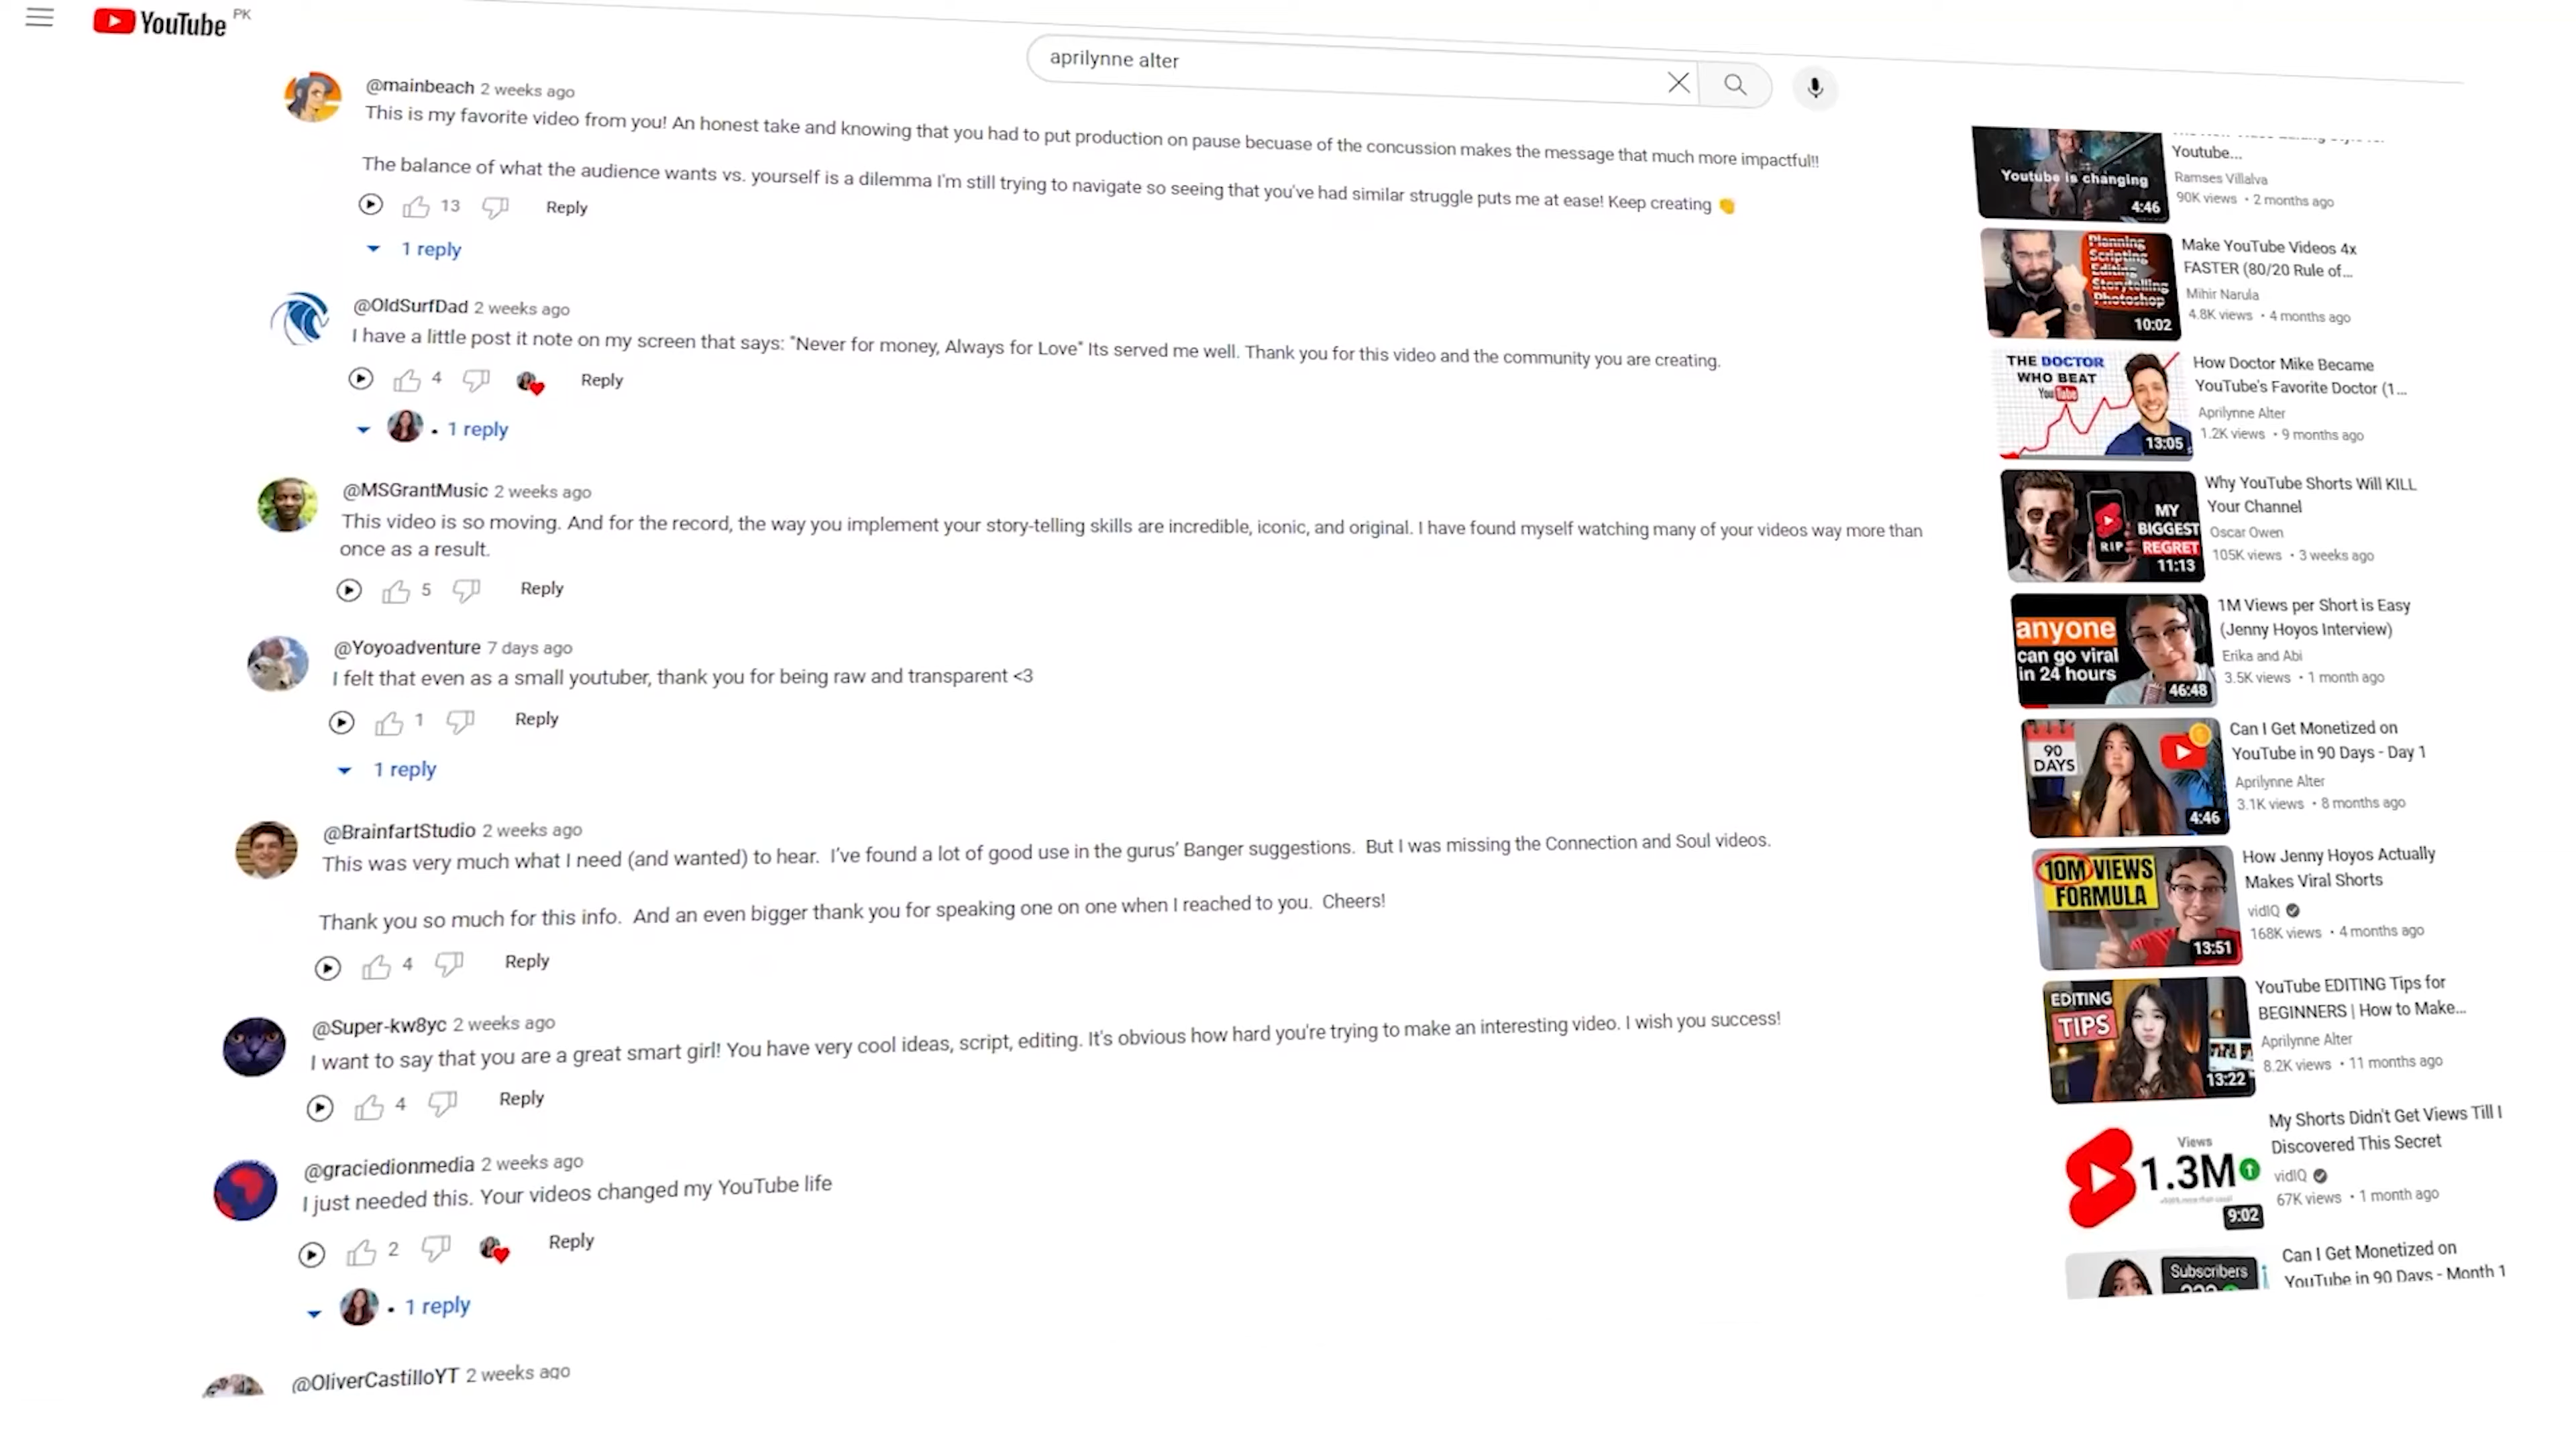 YouTube PK
aprilynne alter
@mainbeach 2 weeks ago
This is my favorite video from you! An honest take and knowing that you had to put production on pause becuase of the concussion makes the message that much more impactful!!
The balance of what the audience wants vs. yourself is a dilemma I'm still trying to navigate so seeing that you've had similar struggle puts me at ease! Keep creating 👏
13 Reply
1 reply
@OldSurfDad 2 weeks ago
I have a little post it note on my screen that says: "Never for money, Always for Love" Its served me well. Thank you for this video and the community you are creating.
4 Reply
· 1 reply
@MSGrantMusic 2 weeks ago
This video is so moving. And for the record, the way you implement your story-telling skills are incredible, iconic, and original. I have found myself watching many of your videos way more than
once as a result.
5 Reply
@Yoyoadventure 7 days ago
I felt that even as a small youtuber, thank you for being raw and transparent <3
1 Reply
1 reply
@BrainfartStudio 2 weeks ago
This was very much what I need (and wanted) to hear. I've found a lot of good use in the gurus' Banger suggestions. But I was missing the Connection and Soul videos.
Thank you so much for this info. And an even bigger thank you for speaking one on one when I reached to you. Cheers!
4 Reply
@Super-kw8yc 2 weeks ago
I want to say that you are a great smart girl! You have very cool ideas, script, editing. It's obvious how hard you're trying to make an interesting video. I wish you success!
4 Reply
@graciedionmedia 2 weeks ago
I just needed this. Your videos changed my YouTube life
2 Reply
· 1 reply
@OliverCastilloYT 2 weeks ago
Youtube is changing
4:46
Youtube...
Ramses Villalva
90K views • 2 months ago
Planning
Scripting
Editing
Storytelling
Photoshop
10:02
Make YouTube Videos 4x
FASTER (80/20 Rule of...
Mihir Narula
4.8K views • 4 months ago
THE DOCTOR
WHO BEAT
YouTube
13:05
How Doctor Mike Became
YouTube's Favorite Doctor (1...
Aprilynne Alter
1.2K views • 9 months ago
RIP
MY
BIGGEST
REGRET
11:13
Why YouTube Shorts Will KILL
Your Channel
Oscar Owen
105K views • 3 weeks ago
anyone
can go viral
in 24 hours
46:48
1M Views per Short is Easy
(Jenny Hoyos Interview)
Erika and Abi
3.5K views • 1 month ago
90
DAYS
4:46
Can I Get Monetized on
YouTube in 90 Days - Day 1
Aprilynne Alter
3.1K views • 8 months ago
10M VIEWS
FORMULA
13:51
How Jenny Hoyos Actually
Makes Viral Shorts
vidIQ
168K views • 4 months ago
EDITING
TIPS
13:22
YouTube EDITING Tips for
BEGINNERS | How to Make...
Aprilynne Alter
8.2K views • 11 months ago
Views
1.3M
9:02
My Shorts Didn't Get Views Till I
Discovered This Secret
vidIQ
67K views • 1 month ago
Subscribers
Can I Get Monetized on
YouTube in 90 Days - Month 1